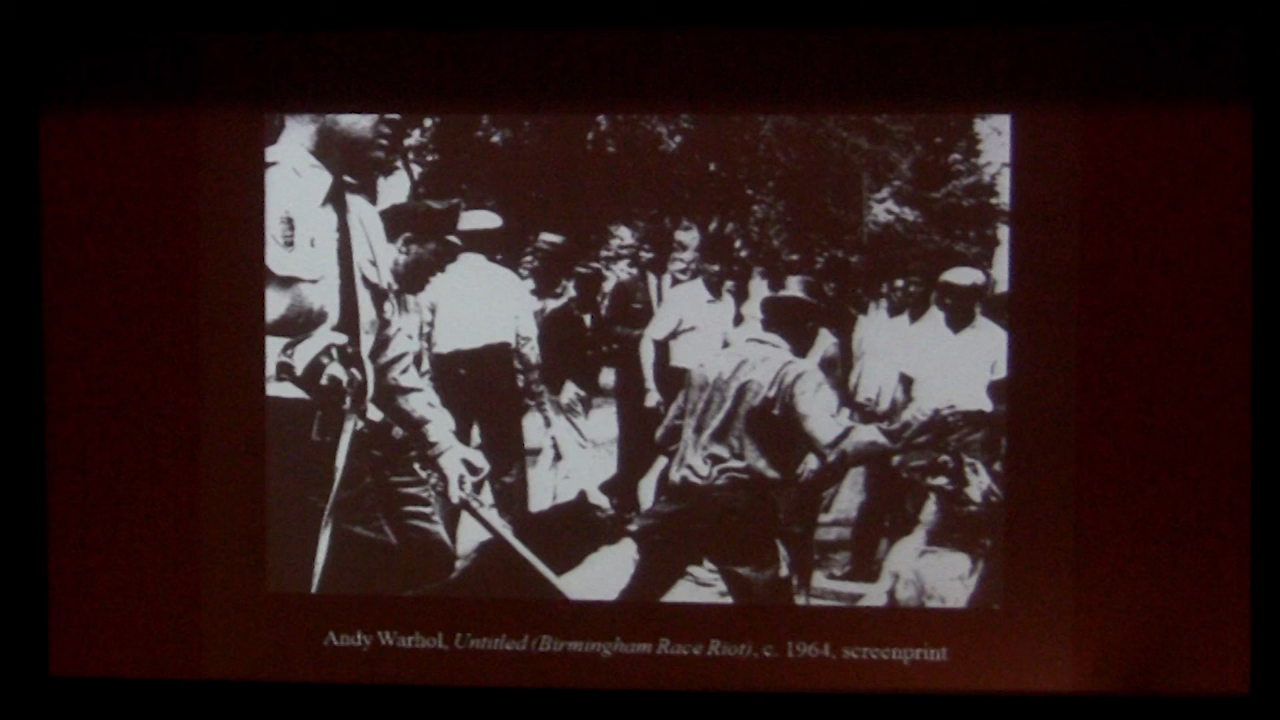 Andy Warhol, Untitled (Birmingham Race Riot), c. 1964, screenprint